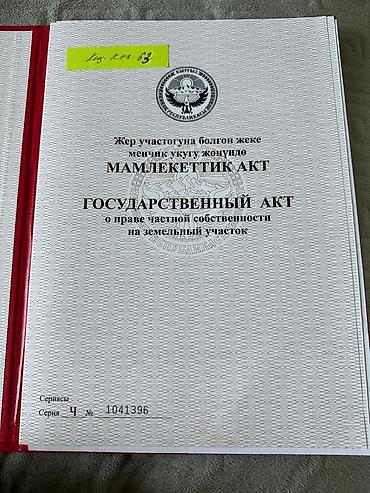 63
Жер участогуна болгон жеке
менчик укугу жөнүндө
МАМЛЕКЕТТИК АКТ
ГОСУДАРСТВЕННЫЙ АКТ
о праве частной собственности
на земельный участок
Сериясы
Серия Ч № 1041396